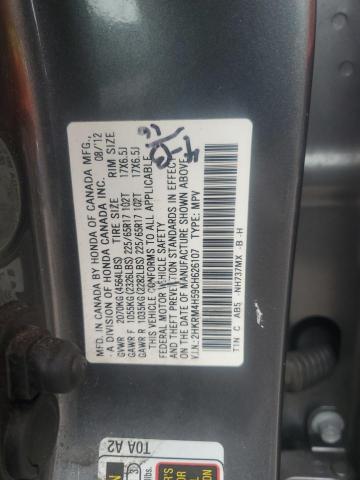 MFD. IN CANADA BY HONDA OF CANADA MFG.,
A DIVISION OF HONDA CANADA INC. 08/12
TIRE SIZE RIM SIZE
GVWR 2070KG(4564LBS)
GAWR F 1055KG(2326LBS) 225/65R17 102T 17X6.5J
GAWR R 1035KG(2282LBS) 225/65R17 102T 17X6.5J
THIS VEHICLE CONFORMS TO ALL APPLICABLE
FEDERAL MOTOR VEHICLE SAFETY AND
THEFT PREVENTION STANDARDS IN EFFECT
ON THE DATE OF MANUFACTURE SHOWN ABOVE.
V.I.N.:2HKRM4H59CH626107 TYPE: MPV
TIN C AB5 NH737MX -B-H
T0A A2